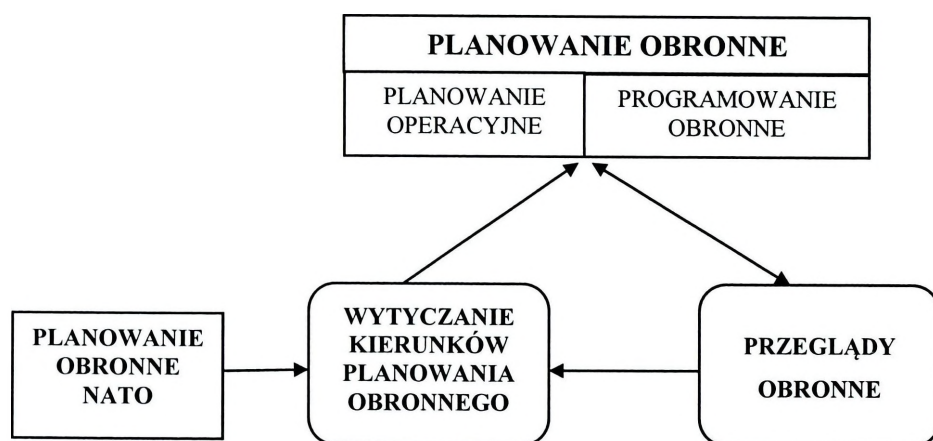 PLANOWANIE OBRONNE
PLANOWANIE
OPERACYJNE
PROGRAMOWANIE
OBRONNE
PLANOWANIE
OBRONNE
NATO
WYTYCZANIE
KIERUNKÓW
PLANOWANIA
OBRONNEGO
PRZEGLĄDY
OBRONNE